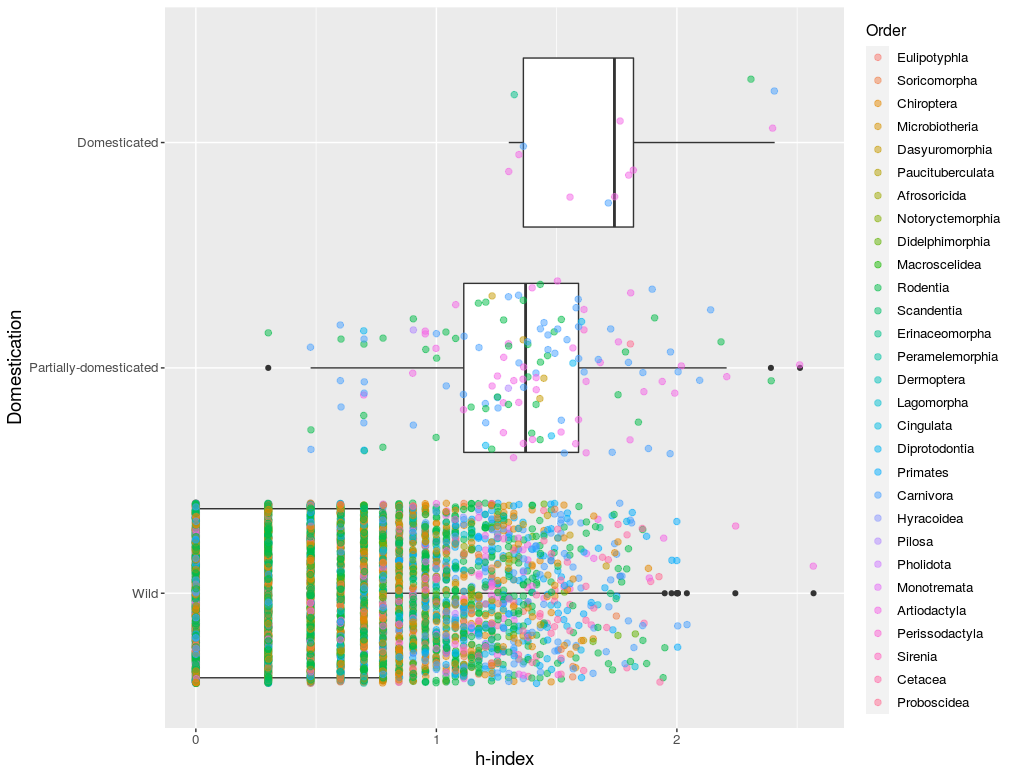 Domestication
Domesticated
Partially-domesticated
Wild
0
1
2
h-index
Order
Eulipotyphla
Soricomorpha
Chiroptera
Microbiotheria
Dasyuromorphia
Paucituberculata
Afrosoricida
Notoryctemorphia
Didelphimorphia
Macroscelidea
Rodentia
Scandentia
Erinaceomorpha
Peramelemorphia
Dermoptera
Lagomorpha
Cingulata
Diprotodontia
Primates
Carnivora
Hyracoidea
Pilosa
Pholidota
Monotremata
Artiodactyla
Perissodactyla
Sirenia
Cetacea
Proboscidea